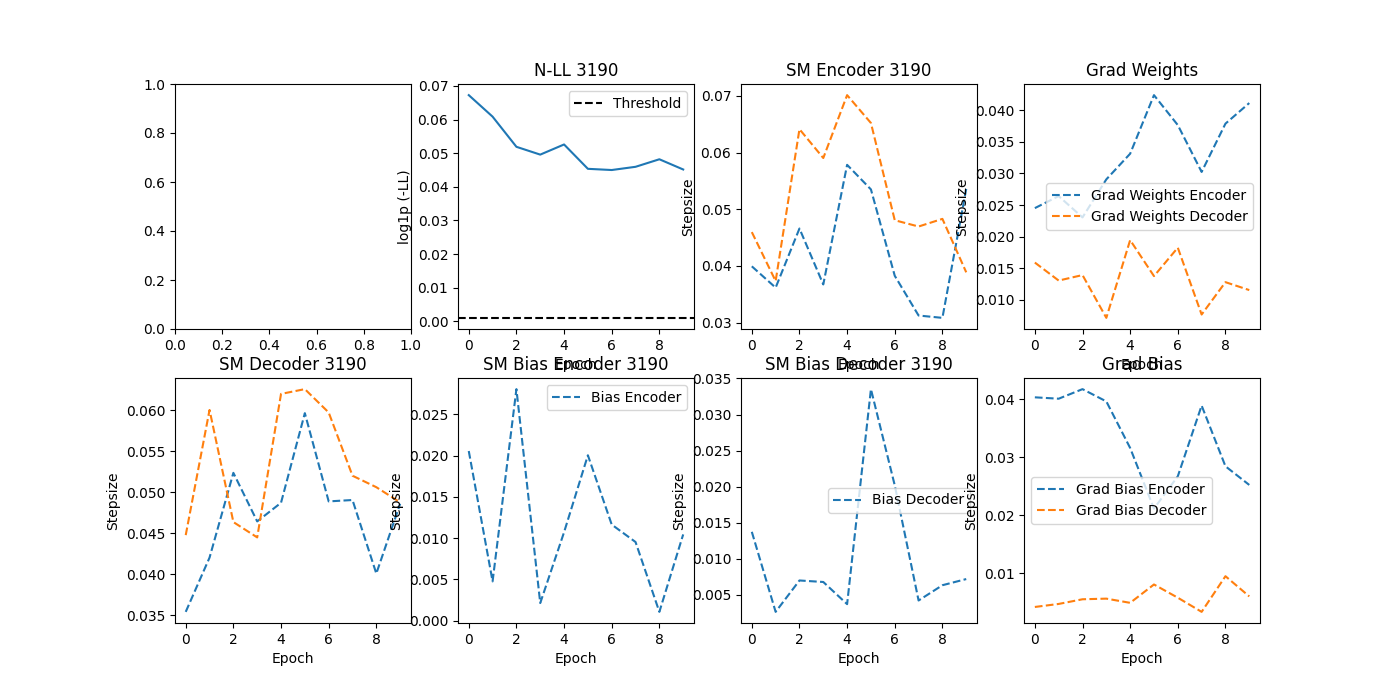 N-LL 3190
SM Encoder 3190
Grad Weights
1.0
0.8
0.6
0.4
0.2
0.0
0.0 0.2 0.4 0.6 0.8 1.0
log1p (-LL)
0.07
0.06
0.05
0.04
0.03
0.02
0.01
0.00
Threshold
0 2 4 6 8
Epoch
Stepsize
0.07
0.06
0.05
0.04
0.03
0 2 4 6 8
Epoch
Stepsize
0.040
0.035
0.030
0.025
0.020
0.015
0.010
Grad Weights Encoder
Grad Weights Decoder
0 2 4 6 8
Epoch
SM Decoder 3190
SM Bias Encoder 3190
SM Bias Decoder 3190
Grad Bias
Stepsize
0.060
0.055
0.050
0.045
0.040
0.035
0 2 4 6 8
Epoch
Stepsize
0.025
0.020
0.015
0.010
0.005
0.000
Bias Encoder
0 2 4 6 8
Epoch
Stepsize
0.035
0.030
0.025
0.020
0.015
0.010
0.005
Bias Decoder
0 2 4 6 8
Epoch
Stepsize
0.04
0.03
0.02
0.01
Grad Bias Encoder
Grad Bias Decoder
0 2 4 6 8
Epoch